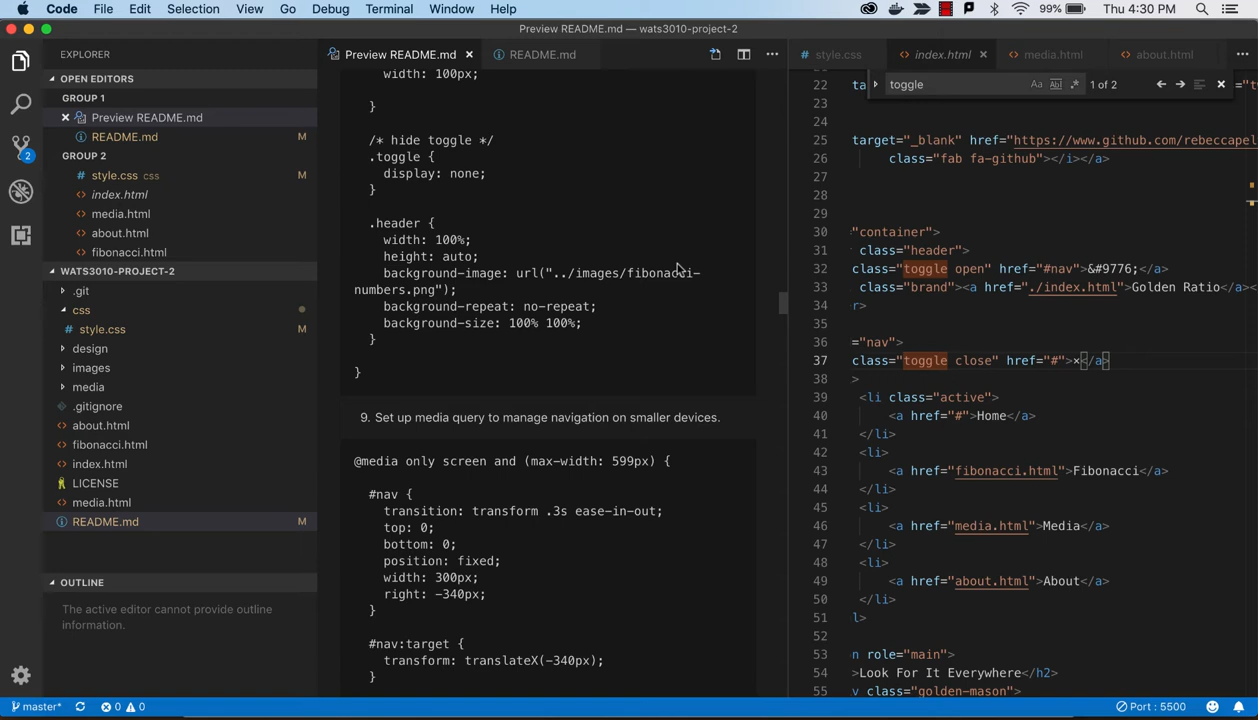 Code File Edit Selection View Go Debug Terminal Window Help 99% Thu 4:30 PM
Preview README.md — wats3010-project-2
EXPLORER
OPEN EDITORS
GROUP 1
Preview README.md
README.md M
GROUP 2
style.css css M
index.html
media.html
about.html
fibonacci.html
WATS3010-PROJECT-2
.git
css
style.css M
design
images
media
.gitignore
about.html
fibonacci.html
index.html
LICENSE
media.html
README.md M
OUTLINE
The active editor cannot provide outline
information.
2
Preview README.md README.md
width: 100px;
}
/* hide toggle */
.toggle {
display: none;
}
.header {
width: 100%;
height: auto;
background-image: url("../images/fibonacci-
numbers.png");
background-repeat: no-repeat;
background-size: 100% 100%;
}
}
9. Set up media query to manage navigation on smaller devices.
@media only screen and (max-width: 599px) {
#nav {
transition: transform .3s ease-in-out;
top: 0;
bottom: 0;
position: fixed;
width: 300px;
right: -340px;
}
#nav:target {
transform: translateX(-340px);
}
style.css index.html media.html about.html
toggle Aa Abl .* 1 of 2
22
23
24
25 target="_blank" href="https://www.github.com/rebeccapel
26 class="fab fa-github"></i></a>
27
28
29
30 "container">
31 class="header">
32 class="toggle open" href="#nav">&#9776;</a>
33 class="brand"><a href="./index.html">Golden Ratio</a><
34 r>
35
36 ="nav">
37 class="toggle close" href="#">×</a>
38 >
39 <li class="active">
40 <a href="#">Home</a>
41 </li>
42 <li>
43 <a href="fibonacci.html">Fibonacci</a>
44 </li>
45 <li>
46 <a href="media.html">Media</a>
47 </li>
48 <li>
49 <a href="about.html">About</a>
50 </li>
51 l>
52
53 n role="main">
54 >Look For It Everywhere</h2>
55 v class="golden-mason">
master* 0 0 Port : 5500